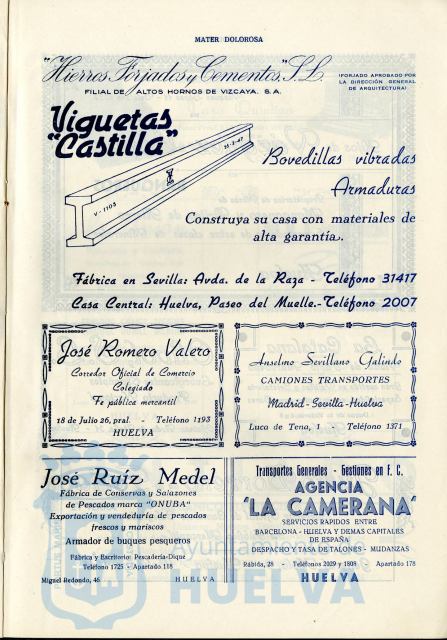 MATER DOLOROSA
"Hierros Forjados y Cementos," S.L.
(FORJADO APROBADO POR
LA DIRECCIÓN GENERAL
DE ARQUITECTURA)
FILIAL DE ALTOS HORNOS DE VIZCAYA, S. A.
Viguetas
"Castilla"
V-1103
Bovedillas vibradas
Armaduras
Construya su casa con materiales de
alta garantía.
Fábrica en Sevilla: Avda. de la Raza - Teléfono 31417
Casa Central: Huelva, Paseo del Muelle.-Teléfono 2007
José Romero Valero
Corredor Oficial de Comercio
Colegiado
Fe pública mercantil
18 de Julio 26, pral. - Teléfono 1193
HUELVA
Anselmo Sevillano Galindo
CAMIONES TRANSPORTES
Madrid-Sevilla-Huelva
Luca de Tena, 1 - Teléfono 1371
José Ruíz Medel
Fábrica de Conservas y Salazones
de Pescados marca "ONUBA"
Exportación y vendeduría de pescados
frescos y mariscos
Armador de buques pesqueros
Fábrica y Escritorio: Pescadería-Dique
Teléfono 1725 - Apartado 188
Miguel Redondo, 46 HUELVA
Transportes Generales - Gestiones en F. C.
AGENCIA
"LA CAMERANA"
SERVICIOS RAPIDOS ENTRE
BARCELONA - HUELVA Y DEMAS CAPITALES
DE ESPAÑA
DESPACHO Y TASA DE TALONES - MUDANZAS
Rábida, 28 - Teléfonos 2029 y 1808 - Apartado 178
HUELVA
HUELVA